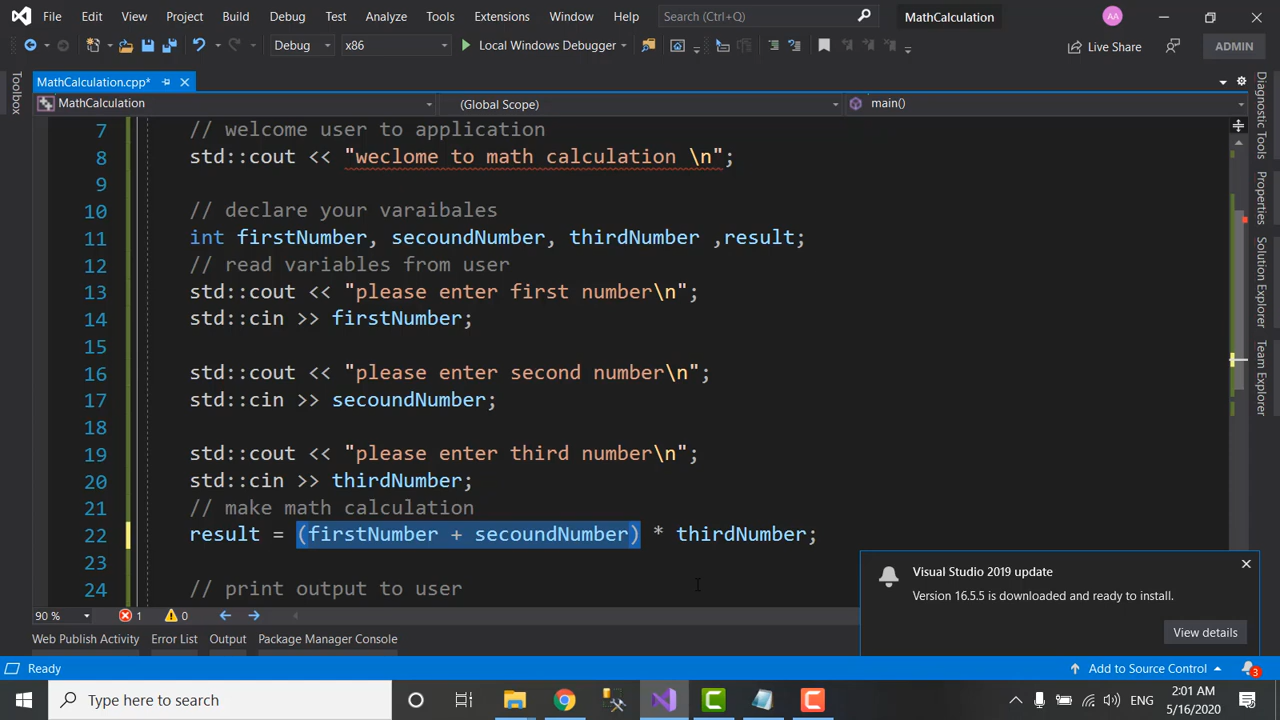 File Edit View Project Build Debug Test Analyze Tools Extensions Window Help Search (Ctrl+Q) MathCalculation AA
Debug x86 Local Windows Debugger Live Share ADMIN
MathCalculation.cpp*
MathCalculation (Global Scope) main()
Toolbox
Diagnostic Tools
Properties
Solution Explorer
Team Explorer
7 // welcome user to application
8 std::cout << "weclome to math calculation \n";
9
10 // declare your varaibales
11 int firstNumber, secoundNumber, thirdNumber ,result;
12 // read variables from user
13 std::cout << "please enter first number\n";
14 std::cin >> firstNumber;
15
16 std::cout << "please enter second number\n";
17 std::cin >> secoundNumber;
18
19 std::cout << "please enter third number\n";
20 std::cin >> thirdNumber;
21 // make math calculation
22 result = (firstNumber + secoundNumber) * thirdNumber;
23
24 // print output to user
Visual Studio 2019 update
Version 16.5.5 is downloaded and ready to install.
View details
90 % 1 0
Web Publish Activity Error List Output Package Manager Console
Ready Add to Source Control 3
Type here to search ENG 2:01 AM
5/16/2020